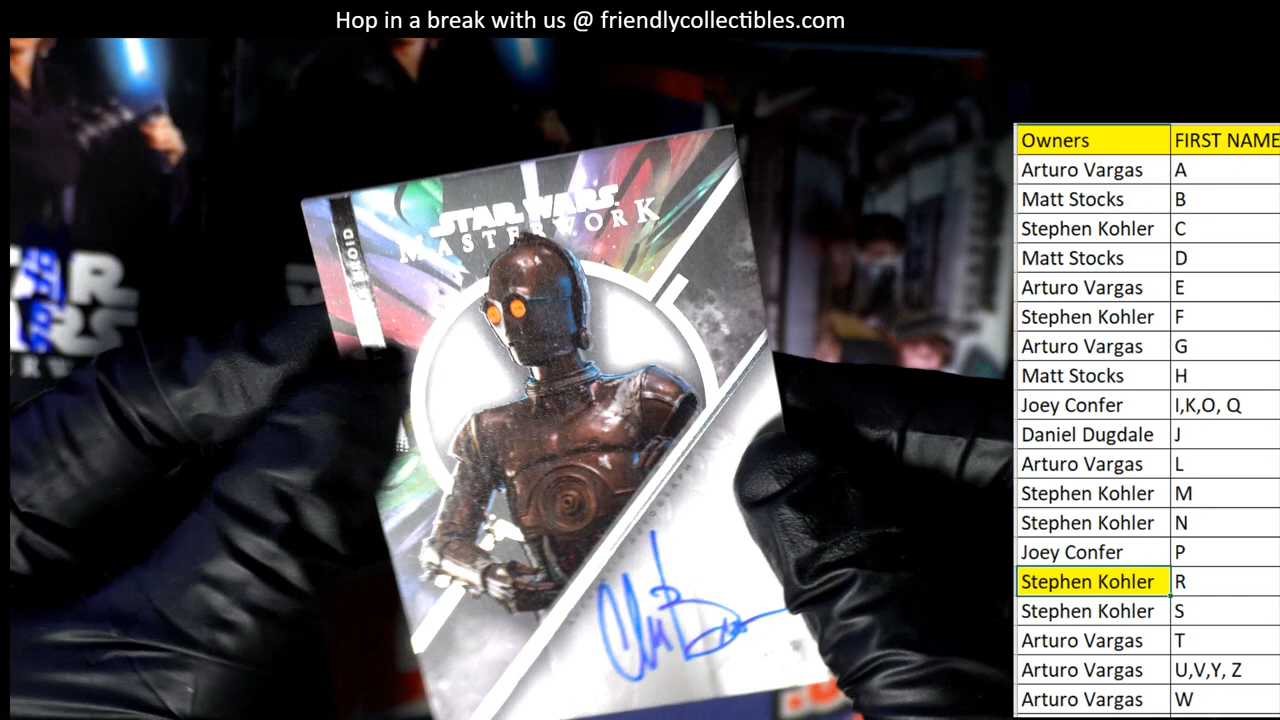 Hop in a break with us @ friendlycollectibles.com
STAR WARS
MASTERWORK
Owners FIRST NAME
Arturo Vargas A
Matt Stocks B
Stephen Kohler C
Matt Stocks D
Arturo Vargas E
Stephen Kohler F
Arturo Vargas G
Matt Stocks H
Joey Confer I,K,O, Q
Daniel Dugdale J
Arturo Vargas L
Stephen Kohler M
Stephen Kohler N
Joey Confer P
Stephen Kohler R
Stephen Kohler S
Arturo Vargas T
Arturo Vargas U,V,Y, Z
Arturo Vargas W